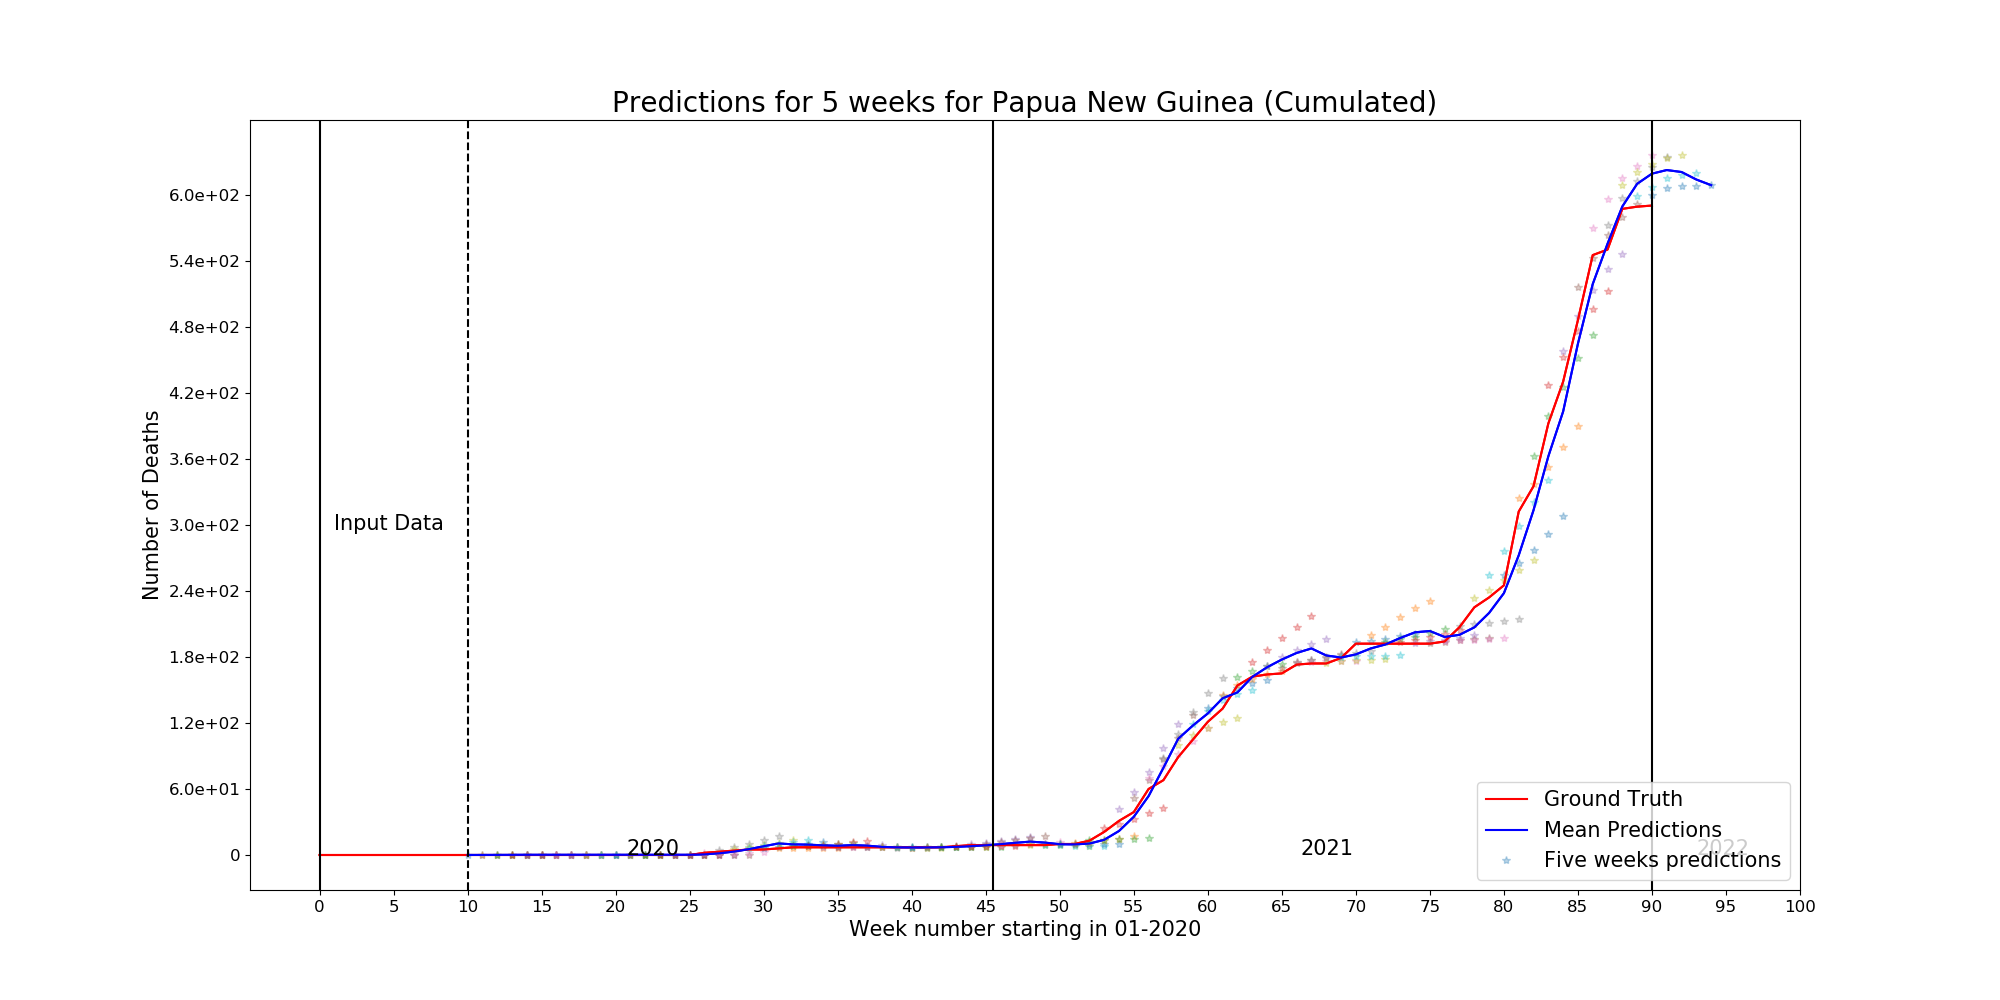 Predictions for 5 weeks for Papua New Guinea (Cumulated)
Number of Deaths
6.0e+02
5.4e+02
4.8e+02
4.2e+02
3.6e+02
3.0e+02
2.4e+02
1.8e+02
1.2e+02
6.0e+01
0
Input Data
2020
2021
2022
Ground Truth
Mean Predictions
Five weeks predictions
0 5 10 15 20 25 30 35 40 45 50 55 60 65 70 75 80 85 90 95 100
Week number starting in 01-2020